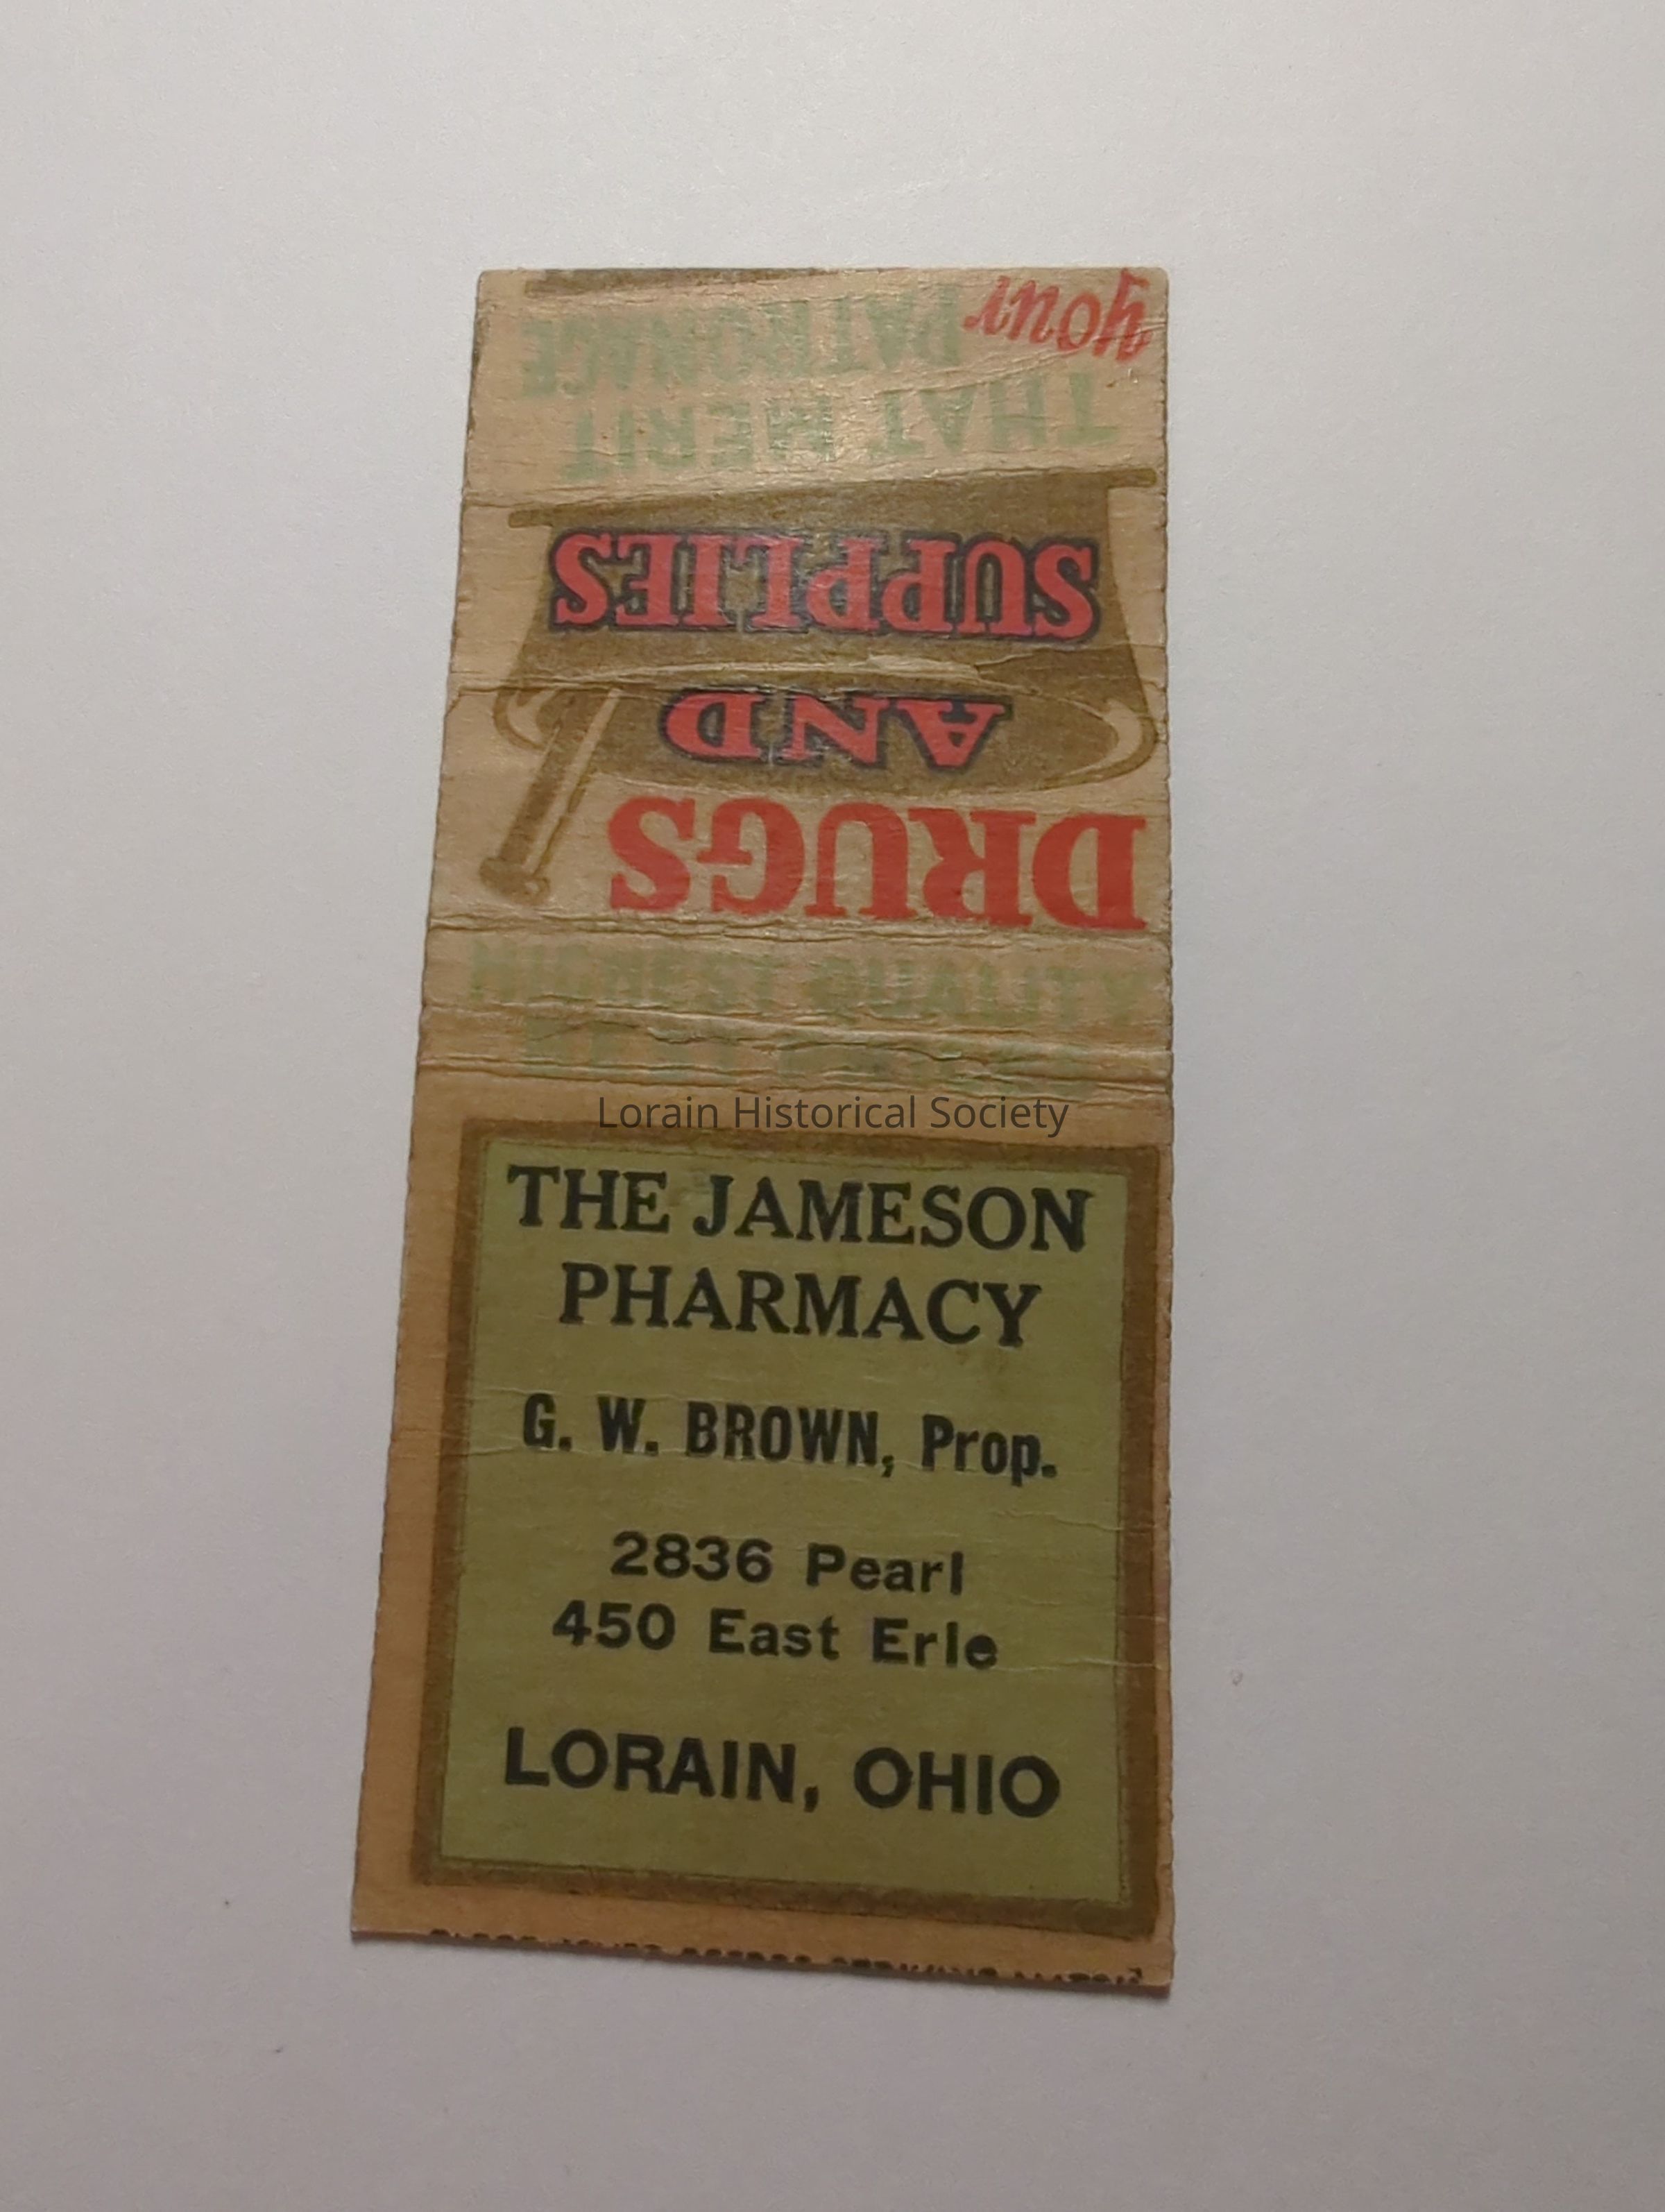 your
PATRONAGE
THAT MERIT
SUPPLIES
AND
DRUGS
QUALITY
Lorain Historical Society
THE JAMESON
PHARMACY
G. W. BROWN, Prop.
2836 Pearl
450 East Erie
LORAIN, OHIO